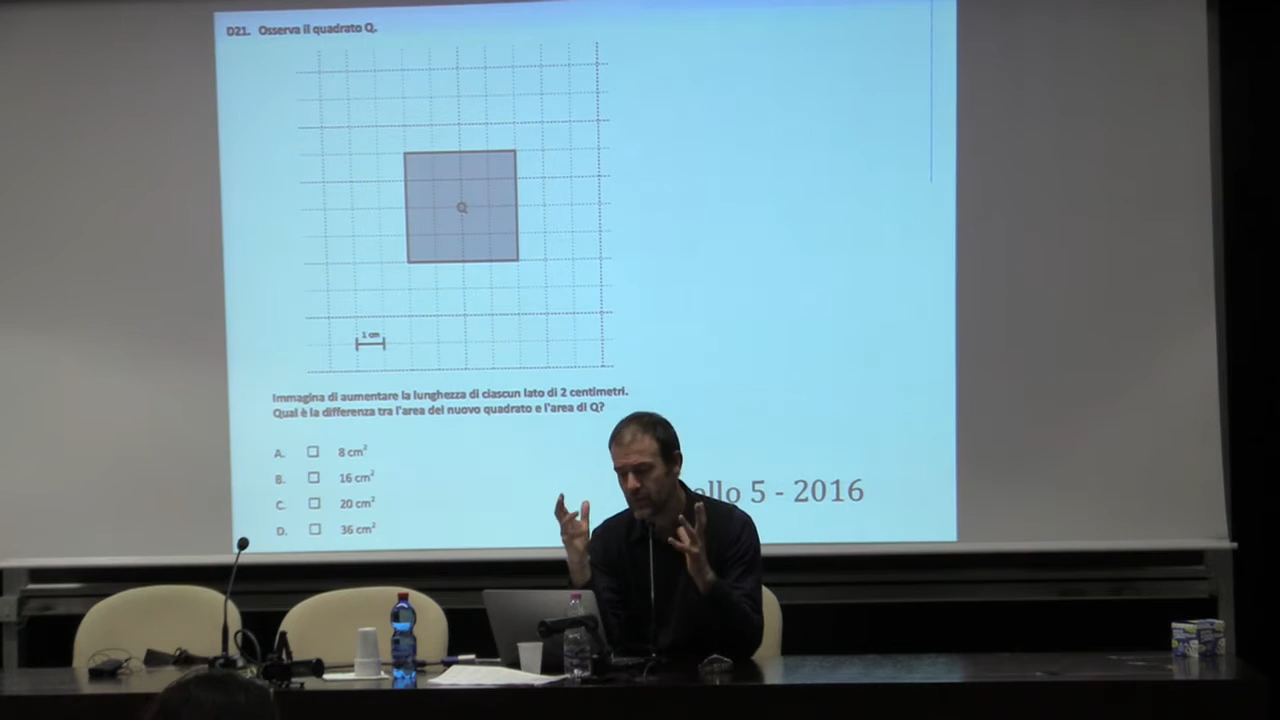 D21. Osserva il quadrato Q.
Q
1 cm
Immagina di aumentare la lunghezza di ciascun lato di 2 centimetri.
Qual è la differenza tra l'area del nuovo quadrato e l'area di Q?
A. 8 cm²
B. 16 cm²
C. 20 cm²
D. 36 cm²
5 - 2016